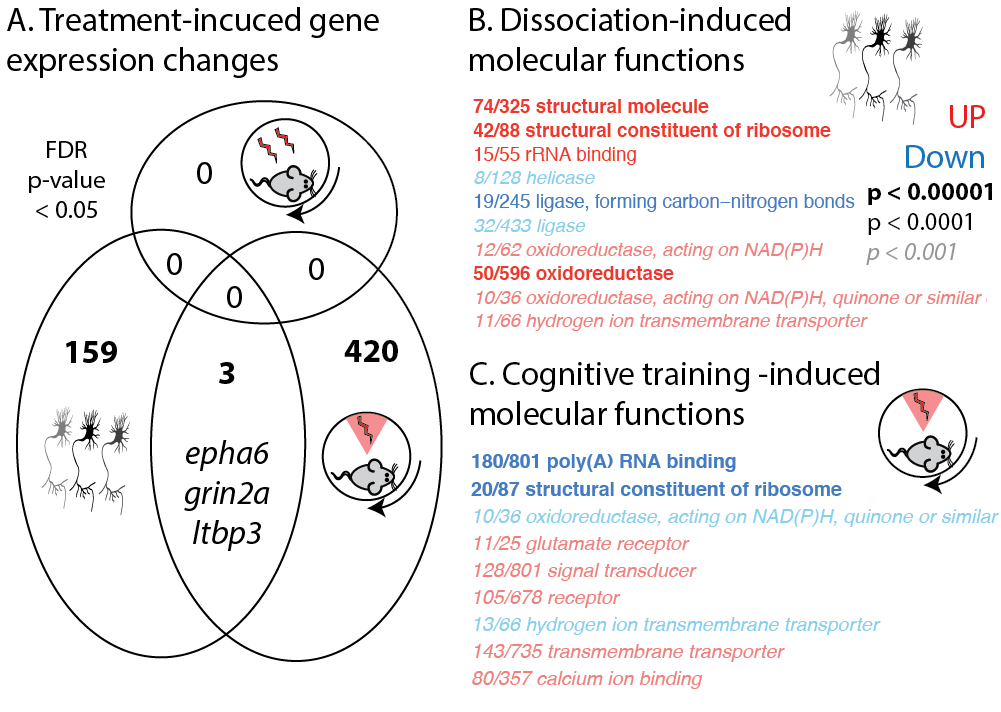 A. Treatment-incuced gene
expression changes
FDR
p-value
< 0.05
0
0
0
0
159
3
420
epha6
grin2a
ltbp3
B. Dissociation-induced
molecular functions
74/325 structural molecule
42/88 structural constituent of ribosome
15/55 rRNA binding
8/128 helicase
19/245 ligase, forming carbon–nitrogen bonds
32/433 ligase
12/62 oxidoreductase, acting on NAD(P)H
50/596 oxidoreductase
10/36 oxidoreductase, acting on NAD(P)H, quinone or similar
11/66 hydrogen ion transmembrane transporter
UP
Down
p < 0.00001
p < 0.0001
p < 0.001
C. Cognitive training -induced
molecular functions
180/801 poly(A) RNA binding
20/87 structural constituent of ribosome
10/36 oxidoreductase, acting on NAD(P)H, quinone or similar
11/25 glutamate receptor
128/801 signal transducer
105/678 receptor
13/66 hydrogen ion transmembrane transporter
143/735 transmembrane transporter
80/357 calcium ion binding